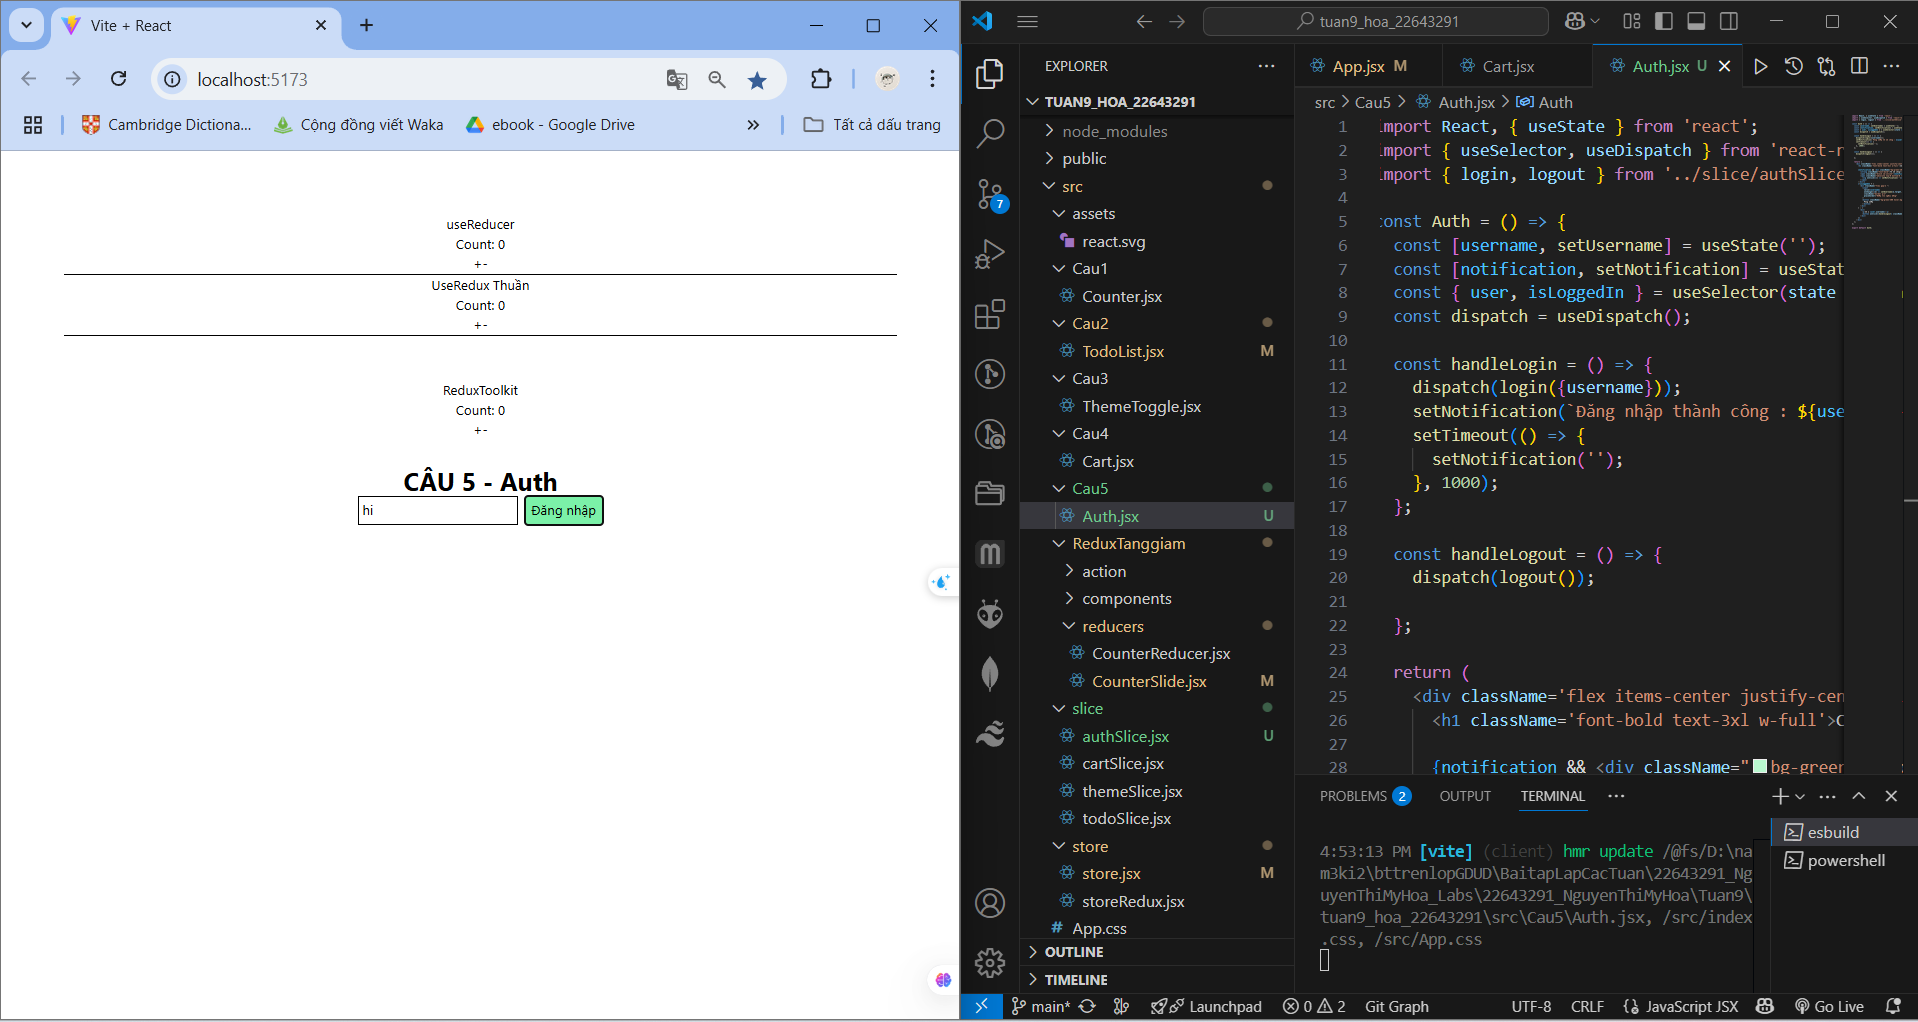 Vite + React
localhost:5173
Cambridge Dictiona...
Cộng đồng viết Waka
ebook - Google Drive
Tất cả dấu trang
useReducer
Count: 0
+-
UseRedux Thuần
Count: 0
+-
ReduxToolkit
Count: 0
+-
CÂU 5 - Auth
hi
Đăng nhập
tuan9_hoa_22643291
EXPLORER
TUAN9_HOA_22643291
node_modules
public
src
assets
react.svg
Cau1
Counter.jsx
Cau2
TodoList.jsx M
Cau3
ThemeToggle.jsx
Cau4
Cart.jsx
Cau5
Auth.jsx U
ReduxTanggiam
action
components
reducers
CounterReducer.jsx
CounterSlide.jsx M
slice
authSlice.jsx U
cartSlice.jsx
themeSlice.jsx
todoSlice.jsx
store
store.jsx M
storeRedux.jsx
# App.css
OUTLINE
TIMELINE
7
App.jsx M
Cart.jsx
Auth.jsx U
src > Cau5 > Auth.jsx > Auth
1 import React, { useState } from 'react';
2 import { useSelector, useDispatch } from 'react-r
3 import { login, logout } from '../slice/authSlice
4
5 const Auth = () => {
6 const [username, setUsername] = useState('');
7 const [notification, setNotification] = useStat
8 const { user, isLoggedIn } = useSelector(state
9 const dispatch = useDispatch();
10
11 const handleLogin = () => {
12 dispatch(login({username}));
13 setNotification(`Đăng nhập thành công : ${use
14 setTimeout(() => {
15 setNotification('');
16 }, 1000);
17 };
18
19 const handleLogout = () => {
20 dispatch(logout());
21
22 };
23
24 return (
25 <div className='flex items-center justify-cen
26 <h1 className='font-bold text-3xl w-full'>C
27
28 {notification && <div className="bg-green
PROBLEMS 2
OUTPUT
TERMINAL
esbuild
powershell
4:53:13 PM [vite] (client) hmr update /@fs/D:\na
m3ki2\bttrenlopGDUD\BaitapLapCacTuan\22643291_Ng
uyenThiMyHoa_Labs\22643291_NguyenThiMyHoa\Tuan9\
tuan9_hoa_22643291\src\Cau5\Auth.jsx, /src/index
.css, /src/App.css
main*
Launchpad
0
2
Git Graph
UTF-8
CRLF
{} JavaScript JSX
Go Live